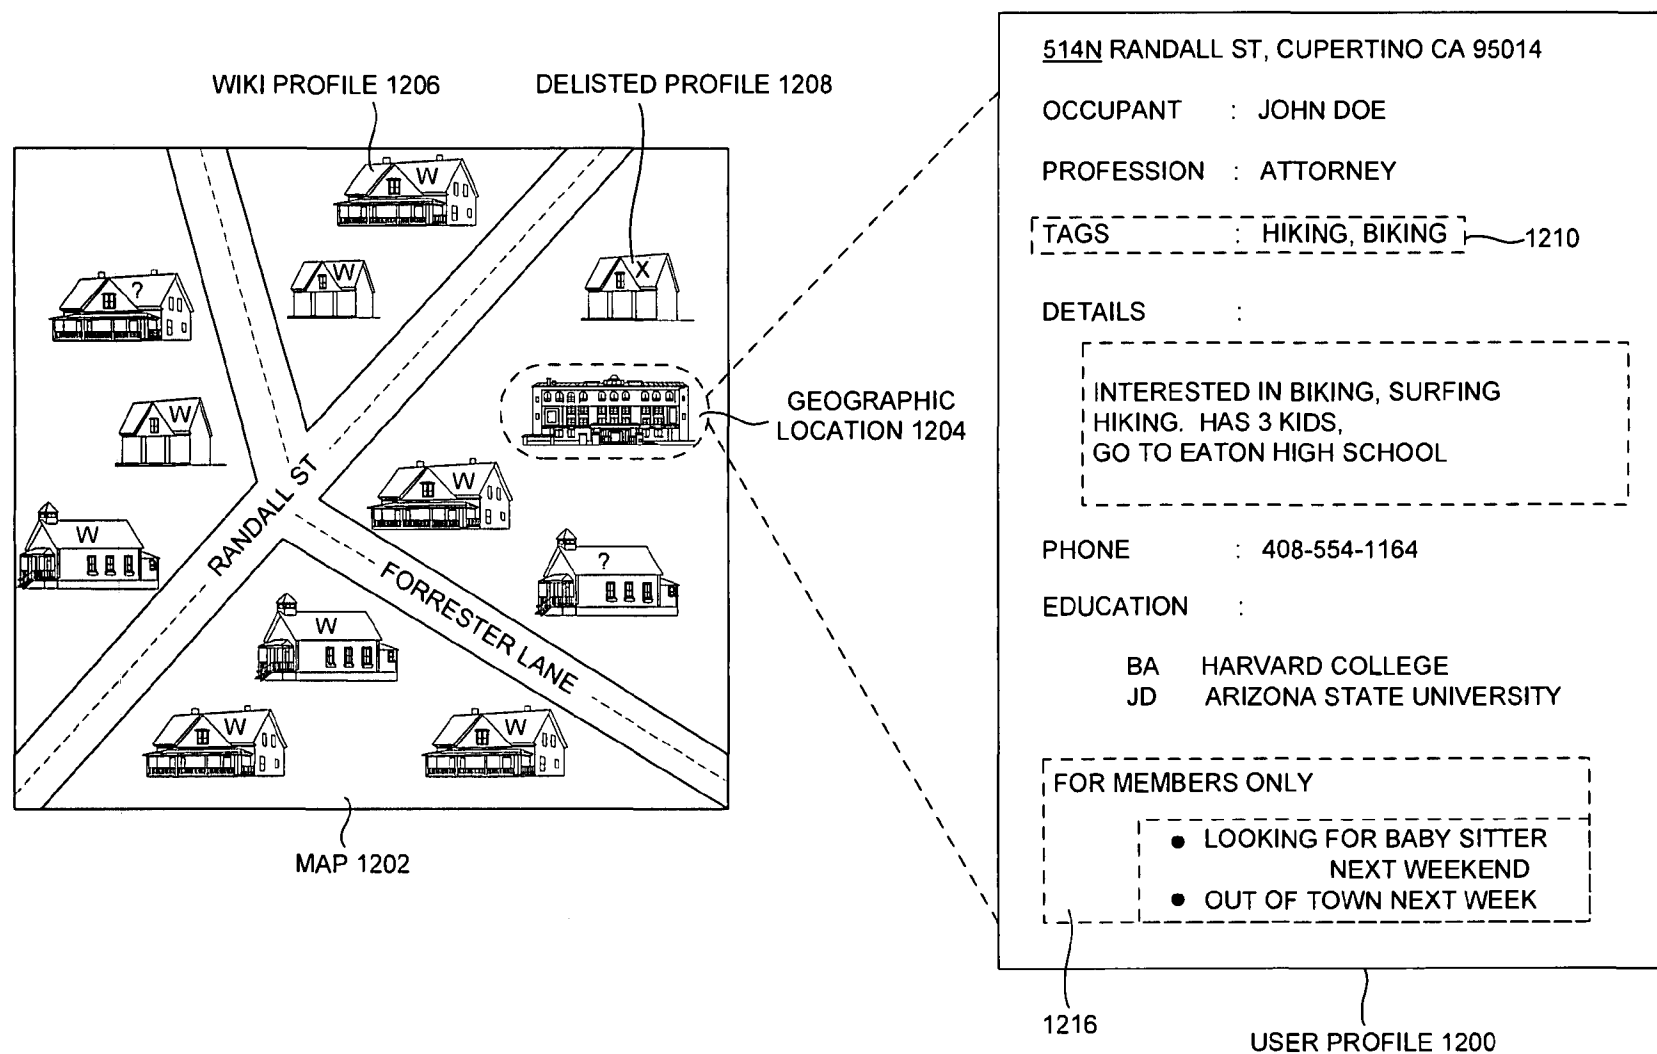 WIKI PROFILE 1206
DELISTED PROFILE 1208
W
W
X
?
W
GEOGRAPHIC
LOCATION 1204
W
W
?
W
W
W
RANDALL ST
FORRESTER LANE
MAP 1202
514N RANDALL ST, CUPERTINO CA 95014
OCCUPANT : JOHN DOE
PROFESSION : ATTORNEY
TAGS : HIKING, BIKING
1210
DETAILS :
INTERESTED IN BIKING, SURFING
HIKING. HAS 3 KIDS,
GO TO EATON HIGH SCHOOL
PHONE : 408-554-1164
EDUCATION :
BA HARVARD COLLEGE
JD ARIZONA STATE UNIVERSITY
FOR MEMBERS ONLY
● LOOKING FOR BABY SITTER
NEXT WEEKEND
● OUT OF TOWN NEXT WEEK
1216
USER PROFILE 1200